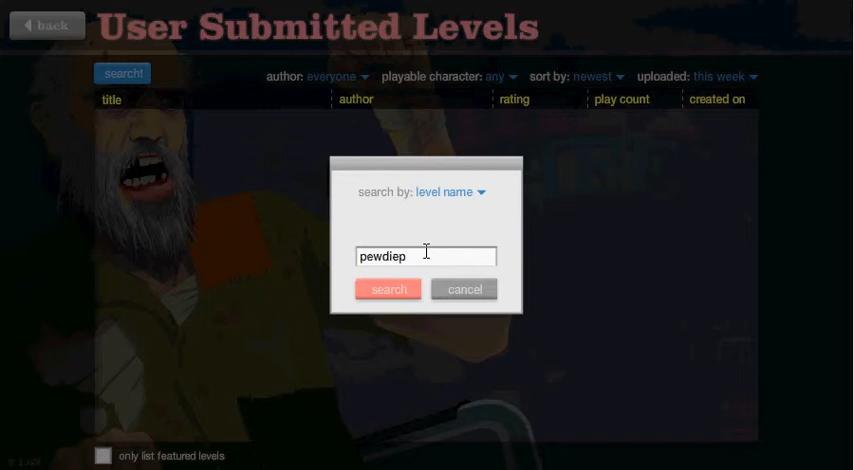 back
User Submitted Levels
search!
author: everyone playable character: any sort by: newest uploaded: this week
title author rating play count created on
search by: level name
pewdiep
search cancel
only list featured levels